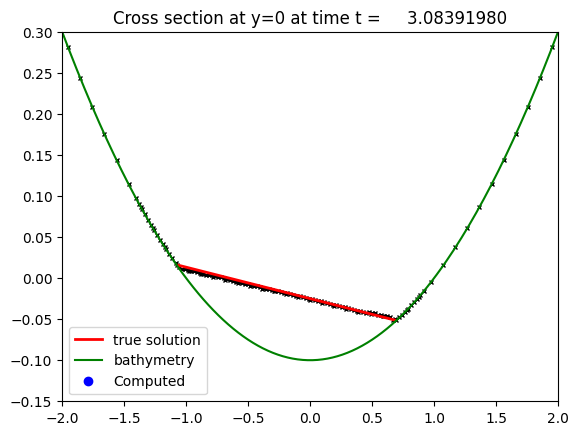 Cross section at y=0 at time t =     3.08391980
0.30
0.25
0.20
0.15
0.10
0.05
0.00
−0.05
−0.10
−0.15
true solution
bathymetry
Computed
−2.0 −1.5 −1.0 −0.5 0.0 0.5 1.0 1.5 2.0